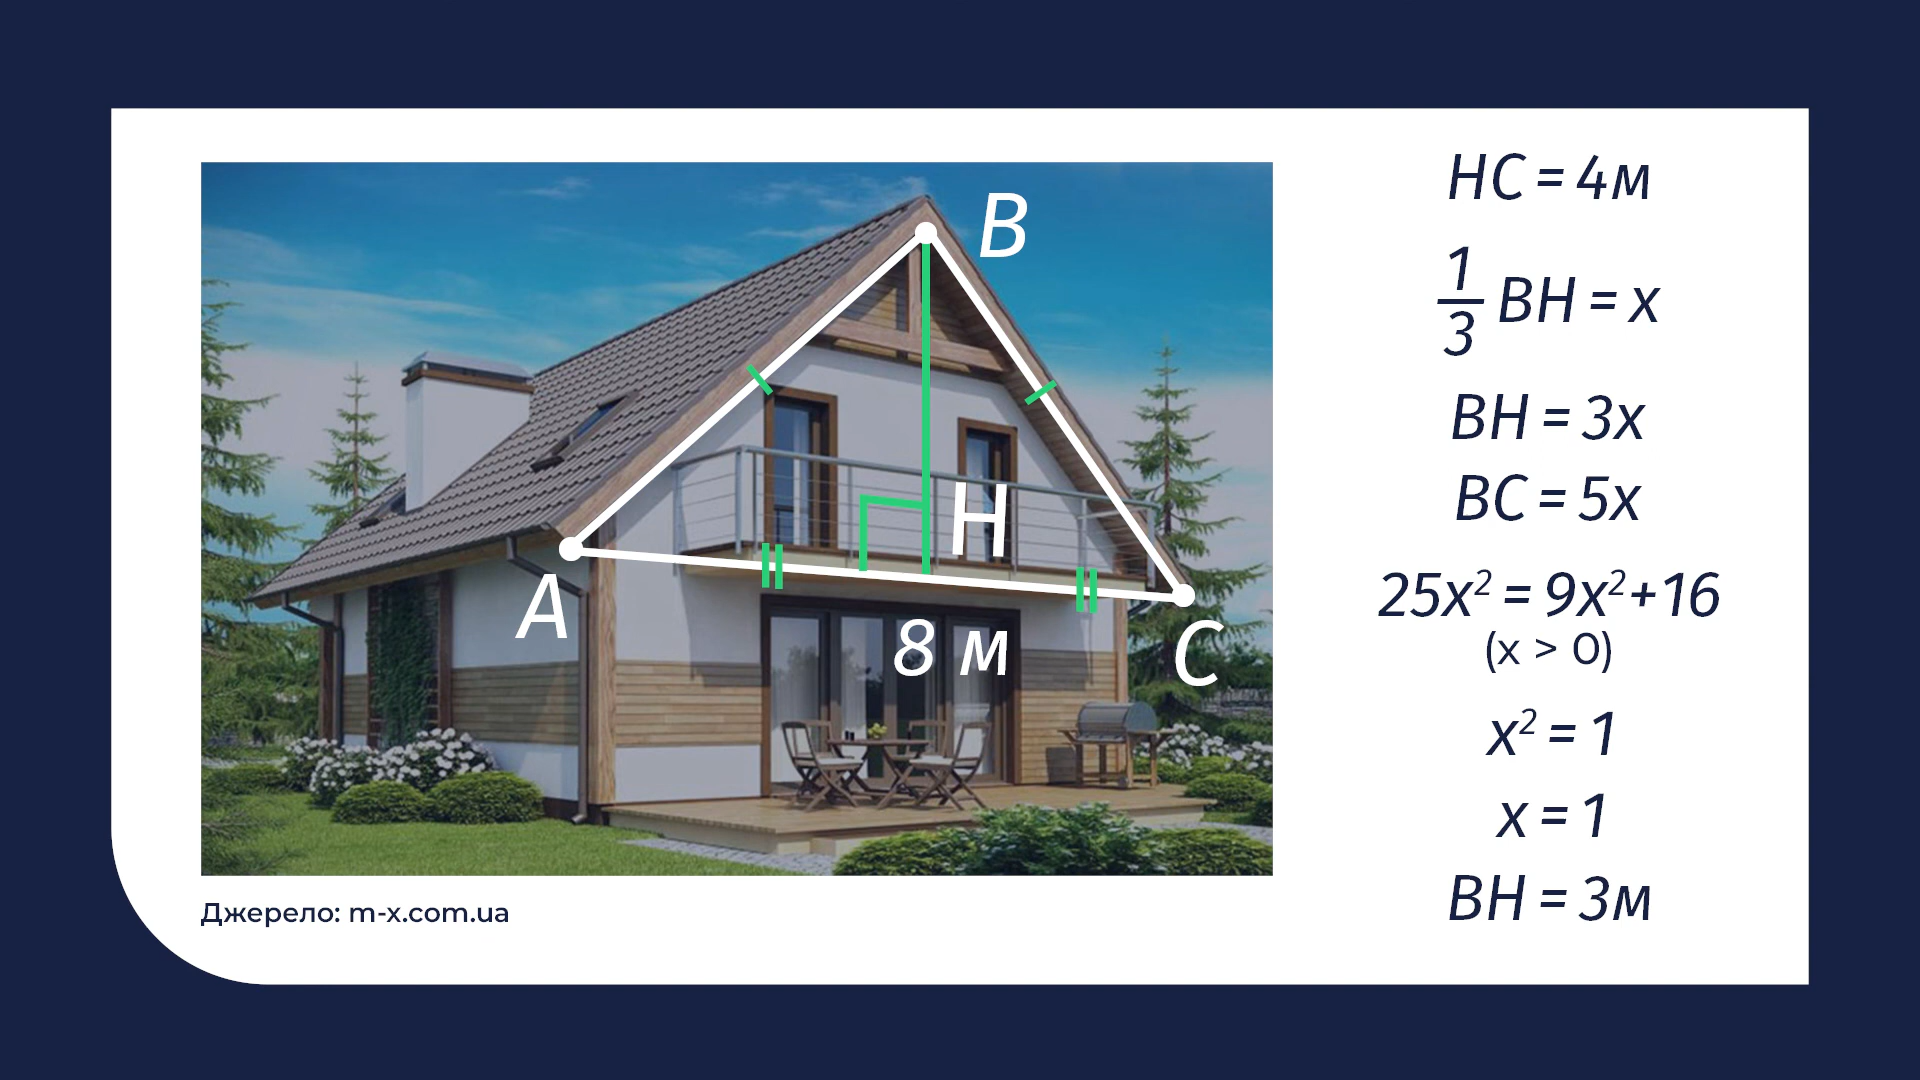 B
H
A
8 м
C
Джерело: m-x.com.ua
HC = 4м
1/3 BH = x
BH = 3x
BC = 5x
25x² = 9x²+16
(x > 0)
x² = 1
x = 1
BH = 3м